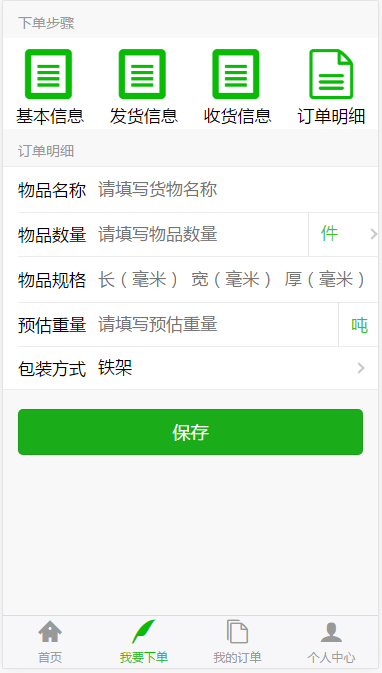 下单步骤
基本信息 发货信息 收货信息 订单明细
订单明细
物品名称 请填写货物名称
物品数量 请填写物品数量 件
物品规格 长（毫米） 宽（毫米） 厚（毫米）
预估重量 请填写预估重量 吨
包装方式 铁架
保存
首页 我要下单 我的订单 个人中心